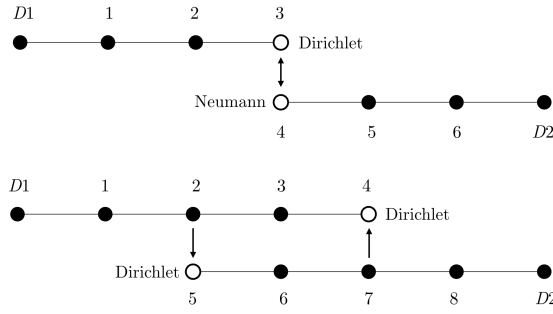 D1 1 2 3
Dirichlet
Neumann
4 5 6 D2
D1 1 2 3 4
Dirichlet
Dirichlet
5 6 7 8 D2